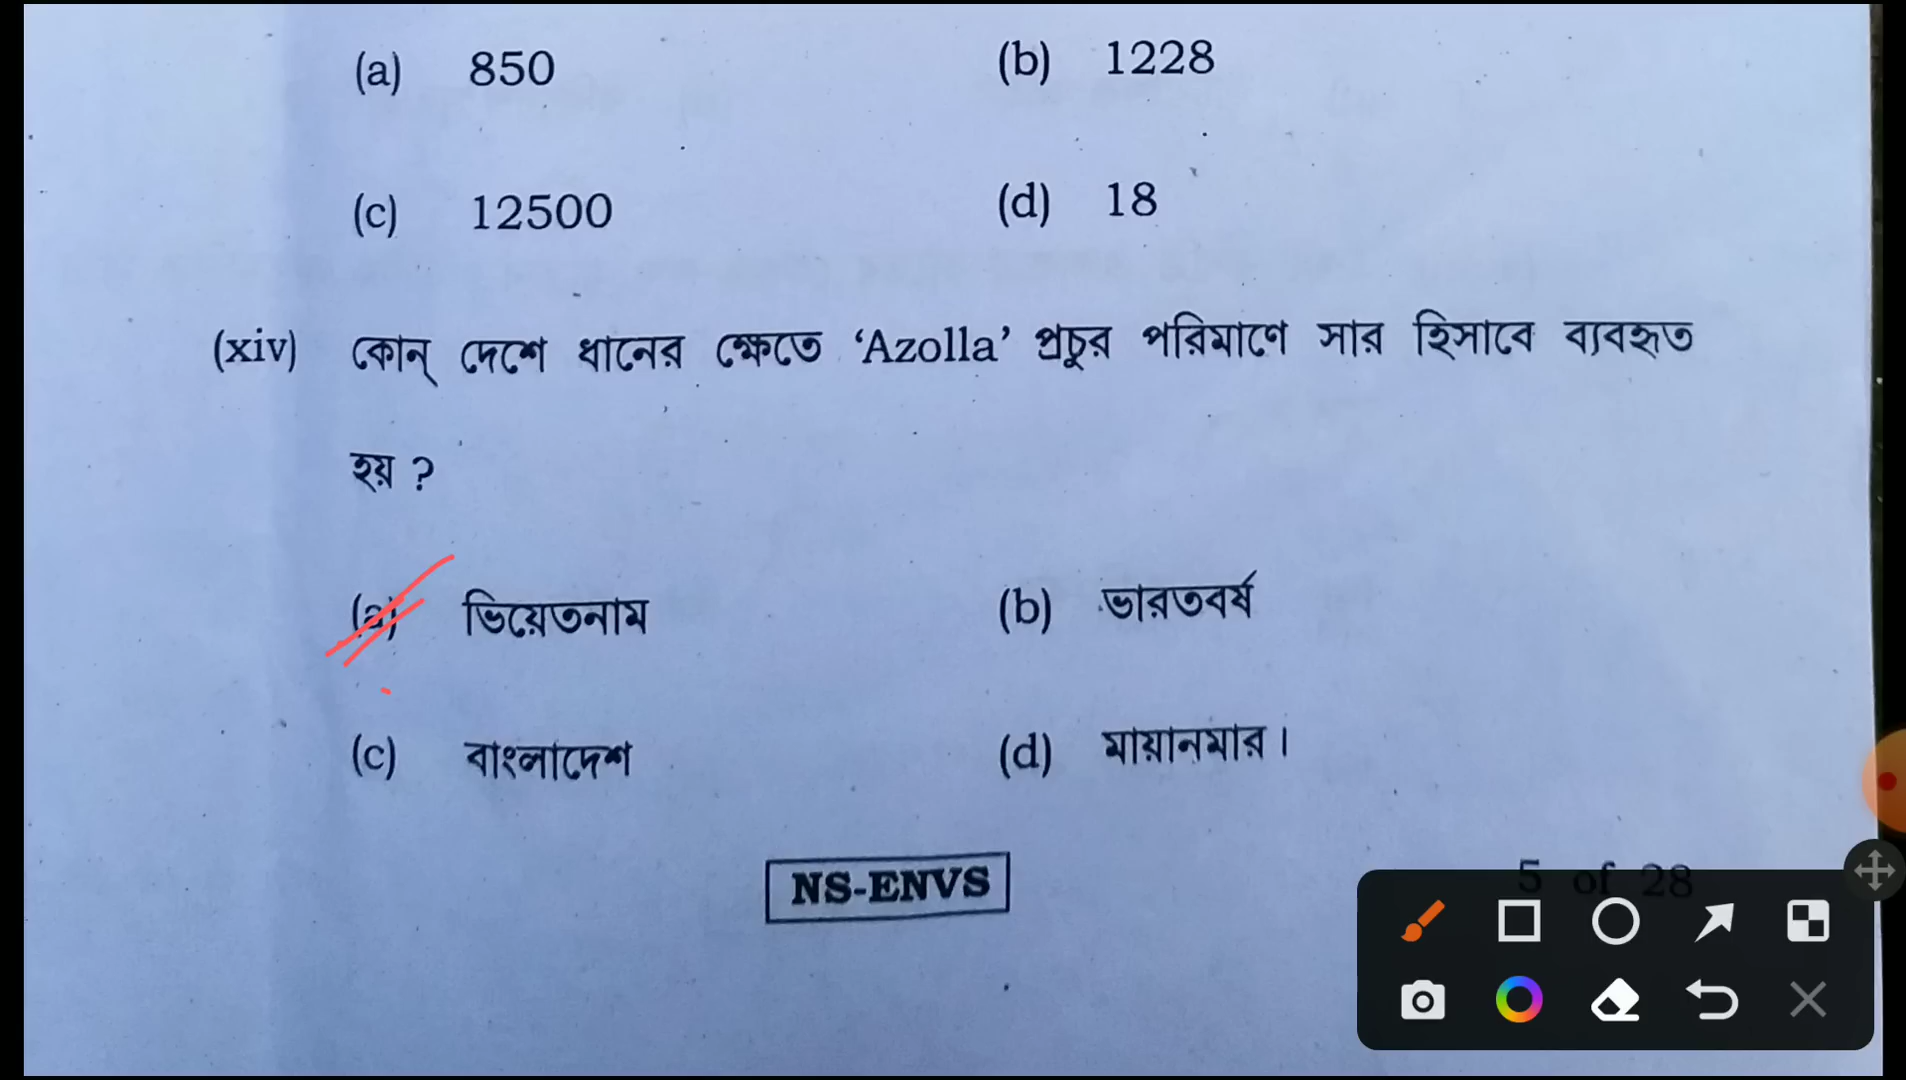 (a) 850 (b) 1228
(c) 12500 (d) 18
(xiv) কোন্ দেশে ধানের ক্ষেতে ‘Azolla’ প্রচুর পরিমাণে সার হিসাবে ব্যবহৃত
হয় ?
(a) ভিয়েতনাম (b) ভারতবর্ষ
(c) বাংলাদেশ (d) মায়ানমার।
NS-ENVS
5 of 28